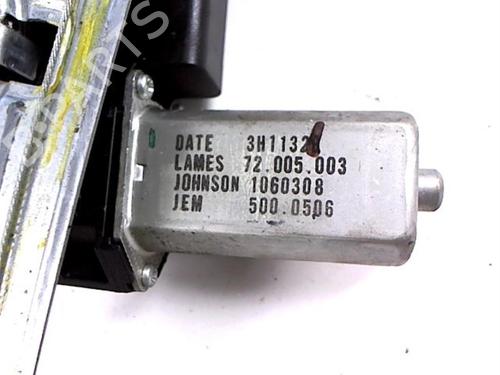 DATE 3H1132
LAMES 72.005.003
JOHNSON 1060308
JEM 500.0506